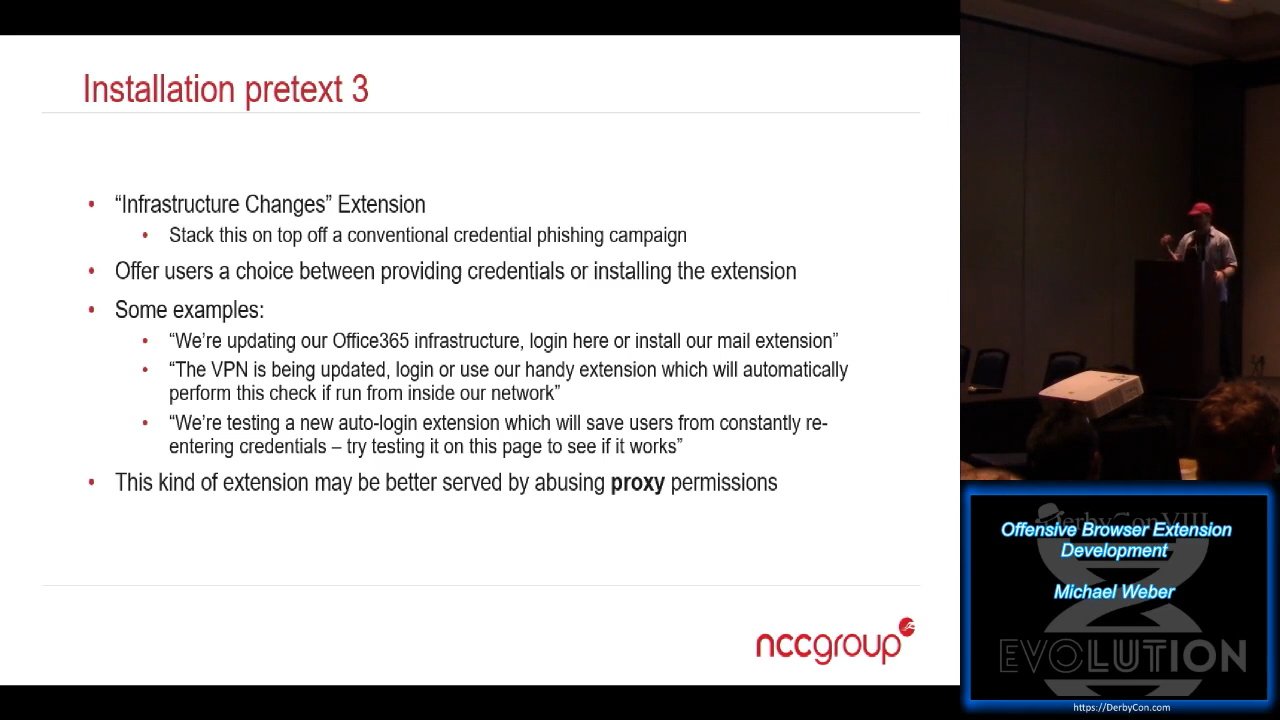 Installation pretext 3
“Infrastructure Changes” Extension
Stack this on top off a conventional credential phishing campaign
Offer users a choice between providing credentials or installing the extension
Some examples:
“We’re updating our Office365 infrastructure, login here or install our mail extension”
“The VPN is being updated, login or use our handy extension which will automatically
perform this check if run from inside our network”
“We’re testing a new auto-login extension which will save users from constantly re-
entering credentials – try testing it on this page to see if it works”
This kind of extension may be better served by abusing proxy permissions
nccgroup
DerbyCon VIII
Offensive Browser Extension
Development
Michael Weber
EVOLUTION
https://DerbyCon.com